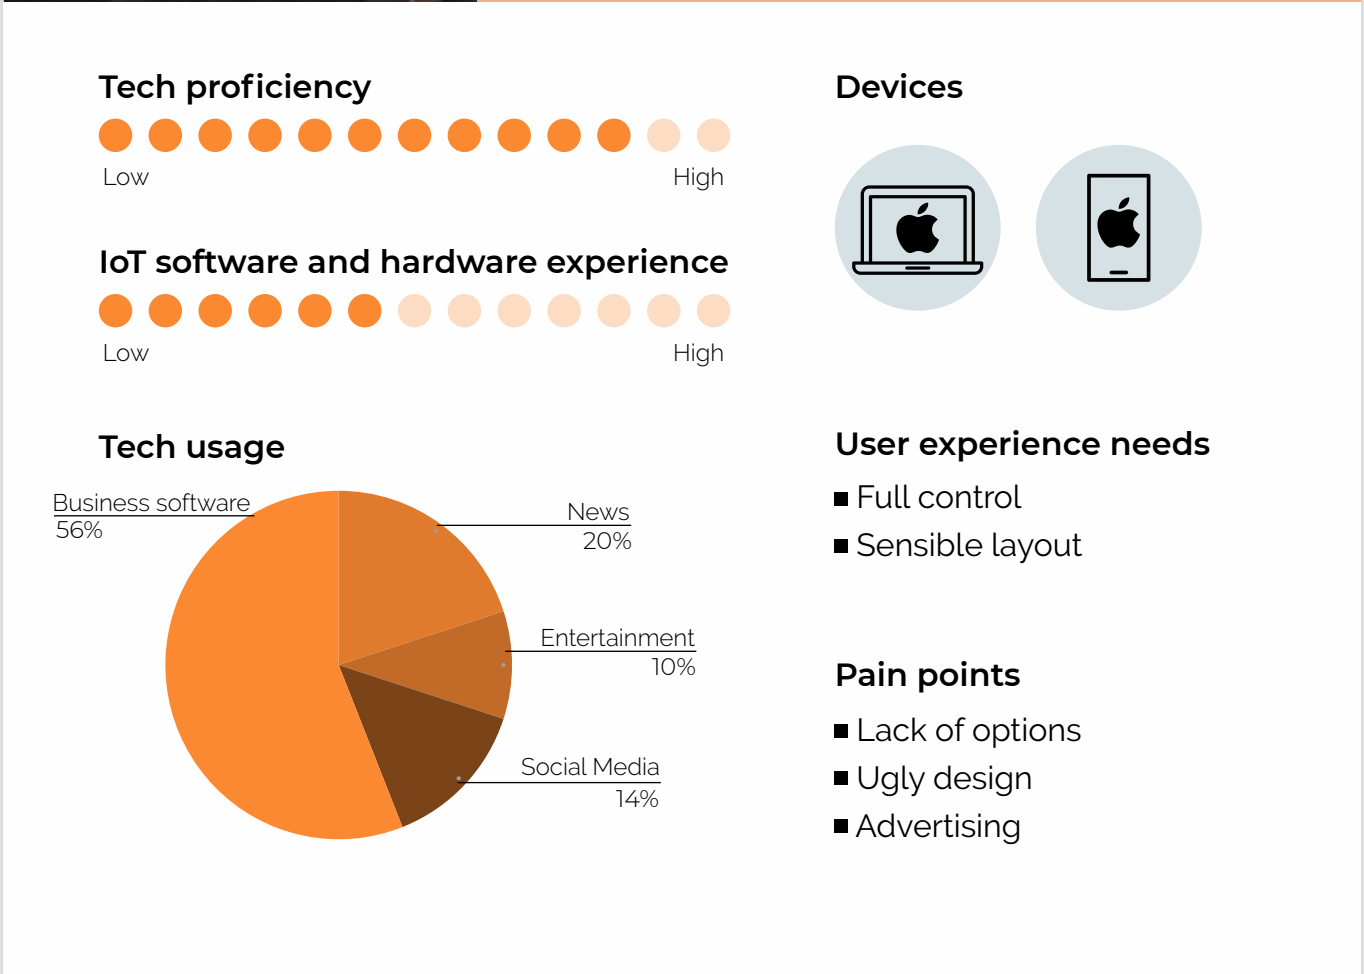 Tech proficiency
Low
High
IoT software and hardware experience
Low
High
Tech usage
Business software
56%
News
20%
Entertainment
10%
Social Media
14%
Devices
User experience needs
Full control
Sensible layout
Pain points
Lack of options
Ugly design
Advertising